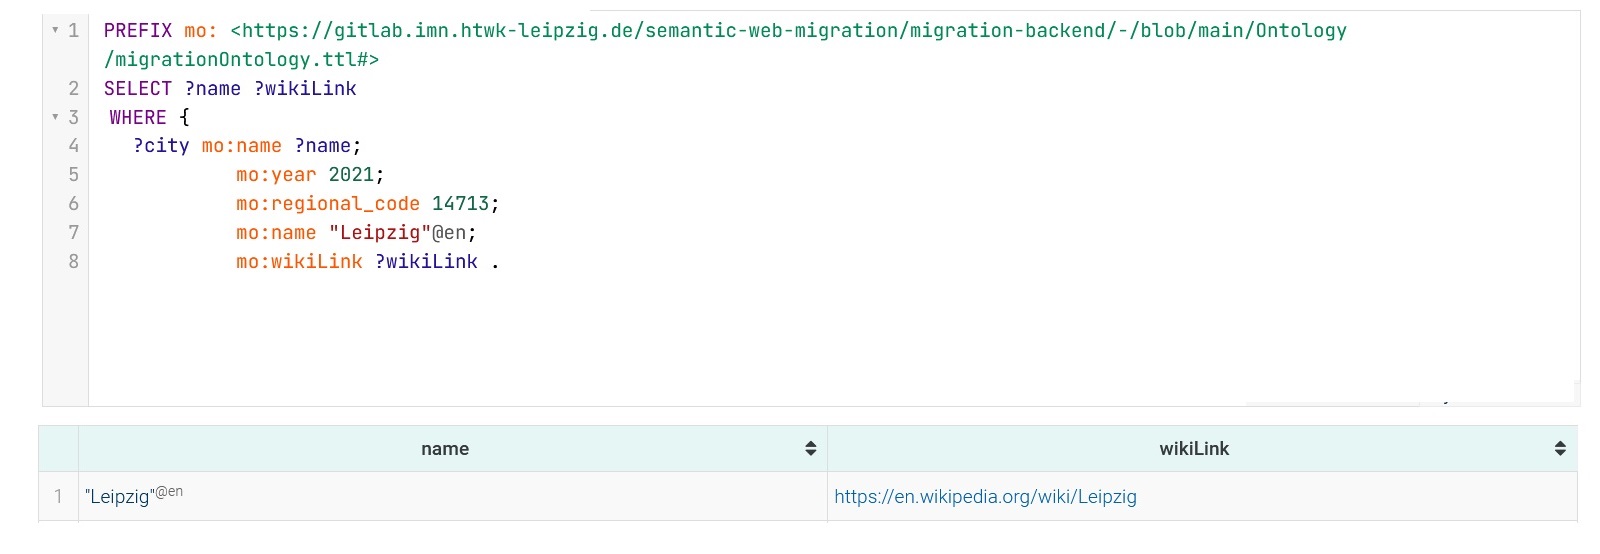 1 PREFIX mo: <https://gitlab.imn.htwk-leipzig.de/semantic-web-migration/migration-backend/-/blob/main/Ontology
/migrationOntology.ttl#>
2 SELECT ?name ?wikiLink
3 WHERE {
4 ?city mo:name ?name;
5 mo:year 2021;
6 mo:regional_code 14713;
7 mo:name "Leipzig"@en;
8 mo:wikiLink ?wikiLink .
name wikiLink
1 "Leipzig"@en https://en.wikipedia.org/wiki/Leipzig